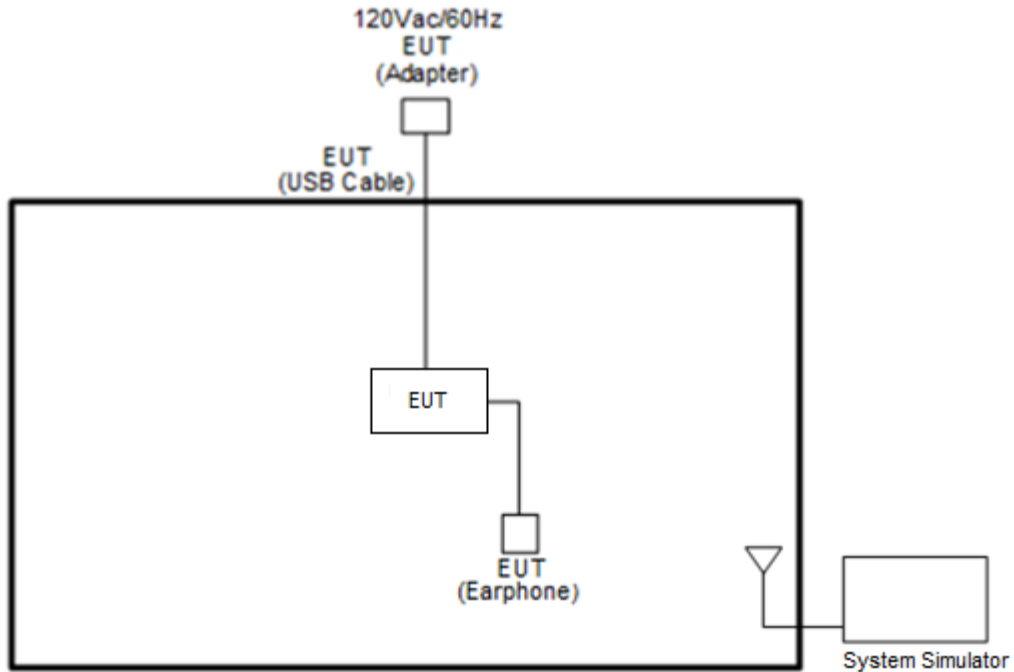 120Vac/60Hz
EUT
(Adapter)
EUT
(USB Cable)
EUT
EUT
(Earphone)
System Simulator